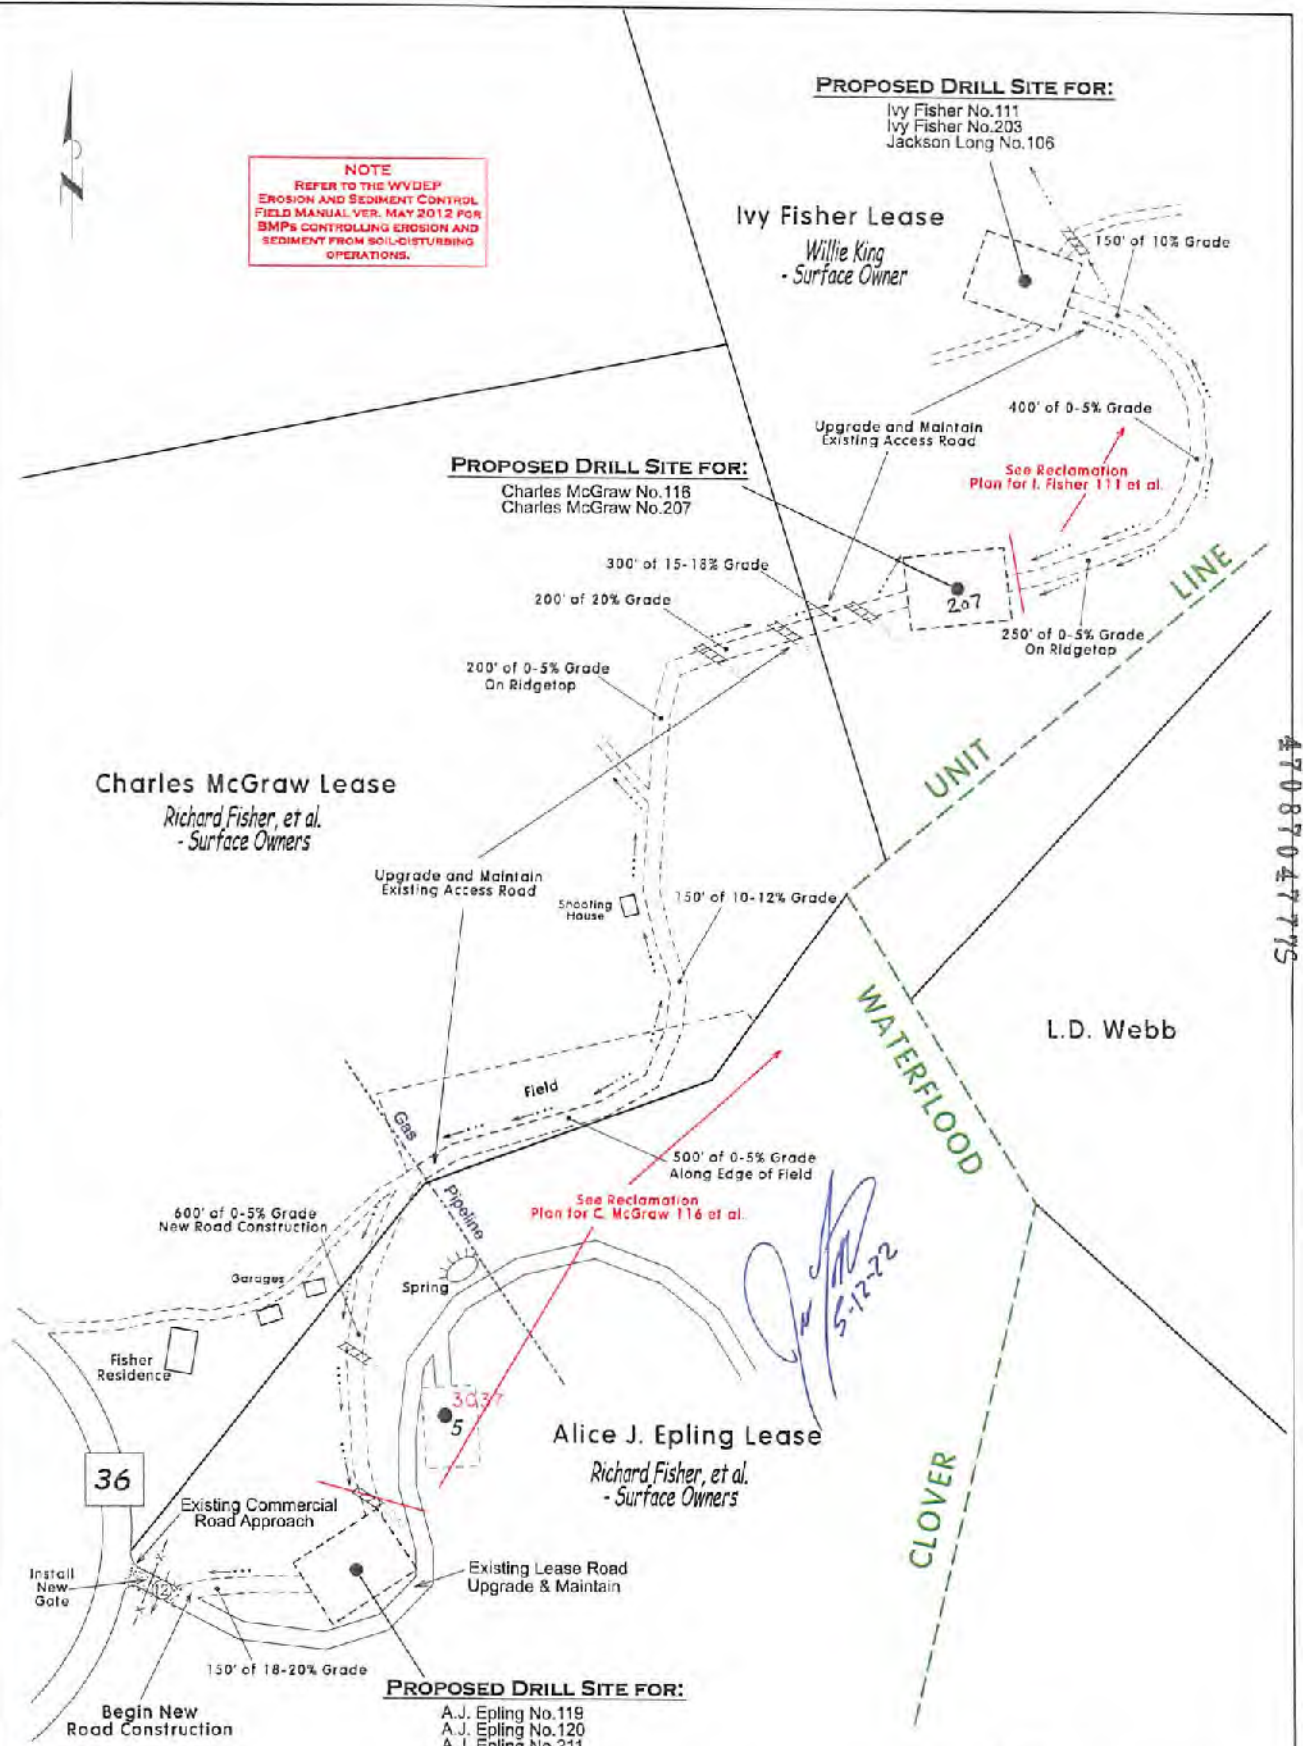 PROPOSED DRILL SITE FOR:
Ivy Fisher No.111
Ivy Fisher No.203
Jackson Long No.106
NOTE
REFER TO THE WVDEP
EROSION AND SEDIMENT CONTROL
FIELD MANUAL VER. MAY 2012 FOR
BMPS CONTROLLING EROSION AND
SEDIMENT FROM SOIL-DISTURBING
OPERATIONS.
Ivy Fisher Lease
Willie King
- Surface Owner
150' of 10% Grade
400' of 0-5% Grade
Upgrade and Maintain
Existing Access Road
See Reclamation
Plan for I. Fisher 111 et al.
PROPOSED DRILL SITE FOR:
Charles McGraw No.116
Charles McGraw No.207
300' of 15-18% Grade
200' of 20% Grade
207
250' of 0-5% Grade
On Ridgetop
200' of 0-5% Grade
On Ridgetop
UNIT LINE
Charles McGraw Lease
Richard Fisher, et al.
- Surface Owners
4708704777S
Upgrade and Maintain
Existing Access Road
Shooting
House
150' of 10-12% Grade
WATERFLOOD
L.D. Webb
Field
Gas
Pipeline
500' of 0-5% Grade
Along Edge of Field
See Reclamation
Plan for C. McGraw 116 et al.
600' of 0-5% Grade
New Road Construction
5-12-22
Garages
Spring
Fisher
Residence
3037
5
Alice J. Epling Lease
Richard Fisher, et al.
- Surface Owners
36
Existing Commercial
Road Approach
CLOVER
Install
New
Gate
12
Existing Lease Road
Upgrade & Maintain
150' of 18-20% Grade
Begin New
Road Construction
PROPOSED DRILL SITE FOR:
A.J. Epling No.119
A.J. Epling No.120
A.J. Epling No.211